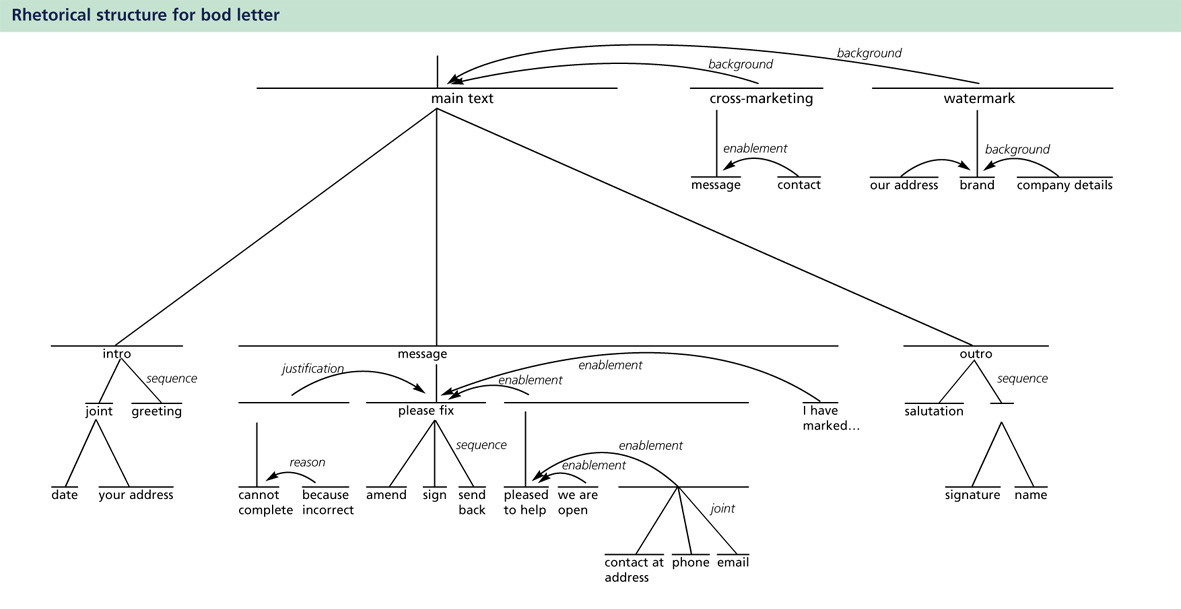 Rhetorical structure for bod letter
background
background
main text
cross-marketing
watermark
enablement
background
message
contact
our address
brand
company details
intro
message
outro
sequence
justification
enablement
enablement
sequence
joint
greeting
please fix
I have
marked…
salutation
sequence
enablement
reason
enablement
date
your address
cannot
complete
because
incorrect
amend
sign
send
back
pleased
to help
we are
open
joint
signature
name
contact at
address
phone
email